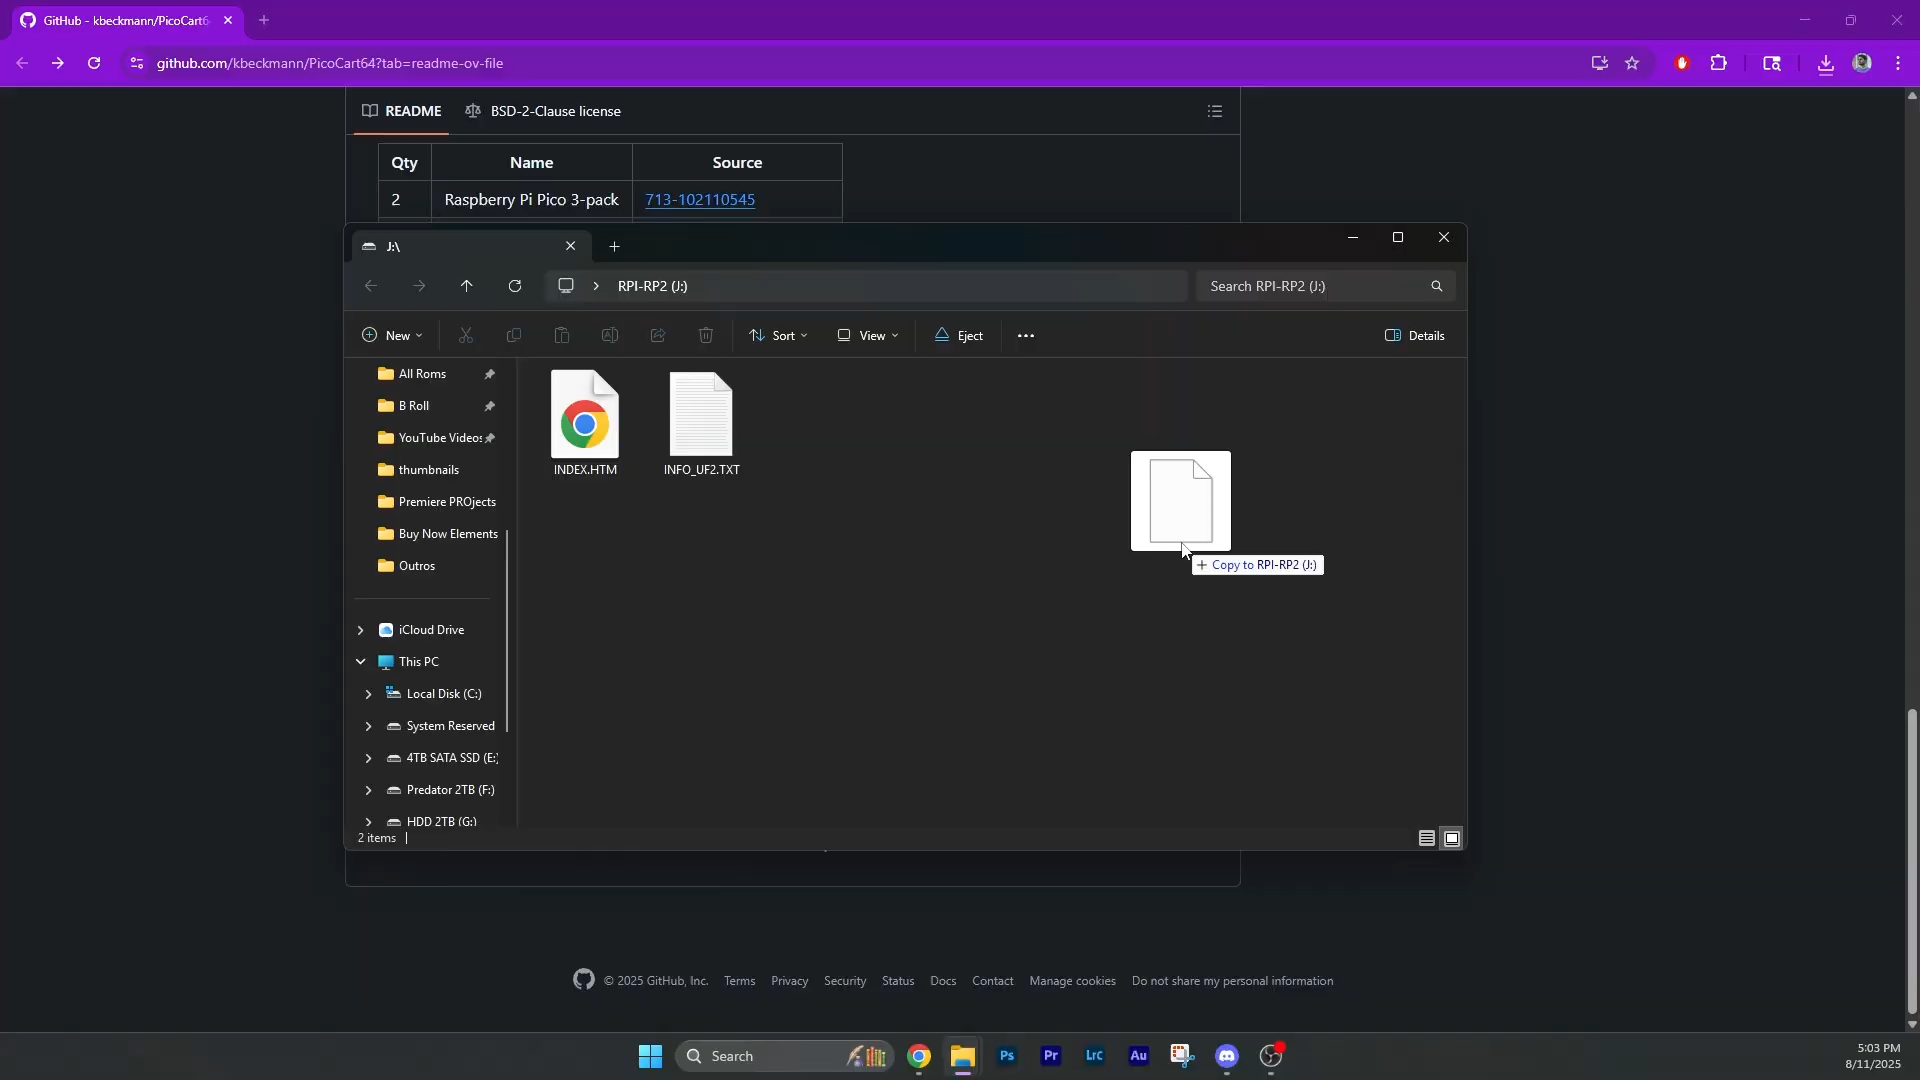 GitHub - kbeckmann/PicoCart6
github.com/kbeckmann/PicoCart64?tab=readme-ov-file
README
BSD-2-Clause license
Qty Name Source
2 Raspberry Pi Pico 3-pack 713-102110545
J:\
RPI-RP2 (J:)
Search RPI-RP2 (J:)
New
Sort
View
Eject
Details
All Roms
B Roll
YouTube Videos
thumbnails
Premiere PROjects
Buy Now Elements
Outros
iCloud Drive
This PC
Local Disk (C:)
System Reserved
4TB SATA SSD (E:)
Predator 2TB (F:)
HDD 2TB (G:)
INDEX.HTM
INFO_UF2.TXT
+ Copy to RPI-RP2 (J:)
2 items
© 2025 GitHub, Inc. Terms Privacy Security Status Docs Contact Manage cookies Do not share my personal information
Search
Ps
Pr
LrC
Au
5:03 PM
8/11/2025